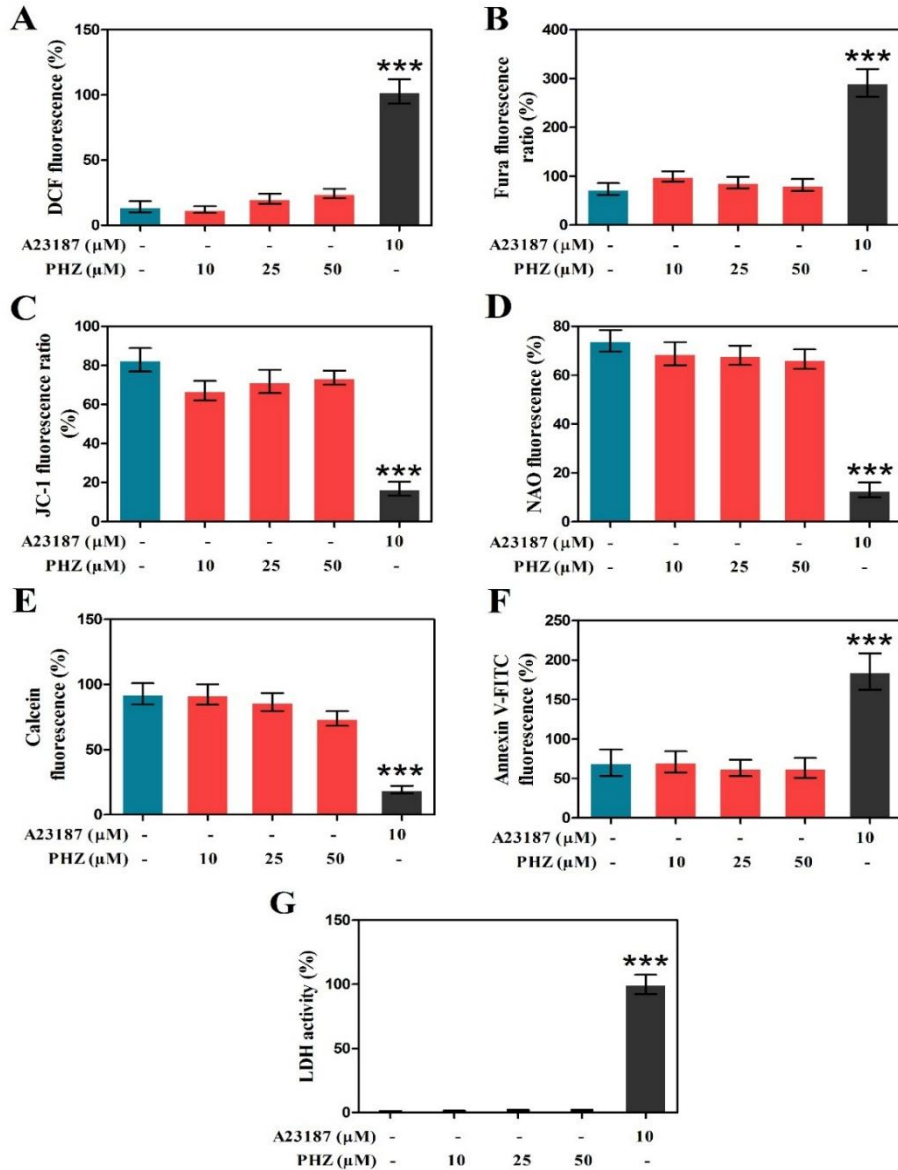 A
DCF fluorescence (%)
150
100
50
0
***
A23187 (µM) - - - - 10
PHZ (µM) - 10 25 50 -
B
Fura fluorescence
ratio (%)
400
300
200
100
0
***
A23187 (µM) - - - - 10
PHZ (µM) - 10 25 50 -
C
JC-1 fluorescence ratio
(%)
100
80
60
40
20
0
***
A23187 (µM) - - - - 10
PHZ (µM) - 10 25 50 -
D
NAO fluorescence (%)
80
60
40
20
0
***
A23187 (µM) - - - - 10
PHZ (µM) - 10 25 50 -
E
Calcein
fluorescence (%)
150
100
50
0
***
A23187 (µM) - - - - 10
PHZ (µM) - 10 25 50 -
F
Annexin V-FITC
fluorescence (%)
250
200
150
100
50
0
***
A23187 (µM) - - - - 10
PHZ (µM) - 10 25 50 -
G
LDH activity (%)
150
100
50
0
***
A23187 (µM) - - - - 10
PHZ (µM) - 10 25 50 -